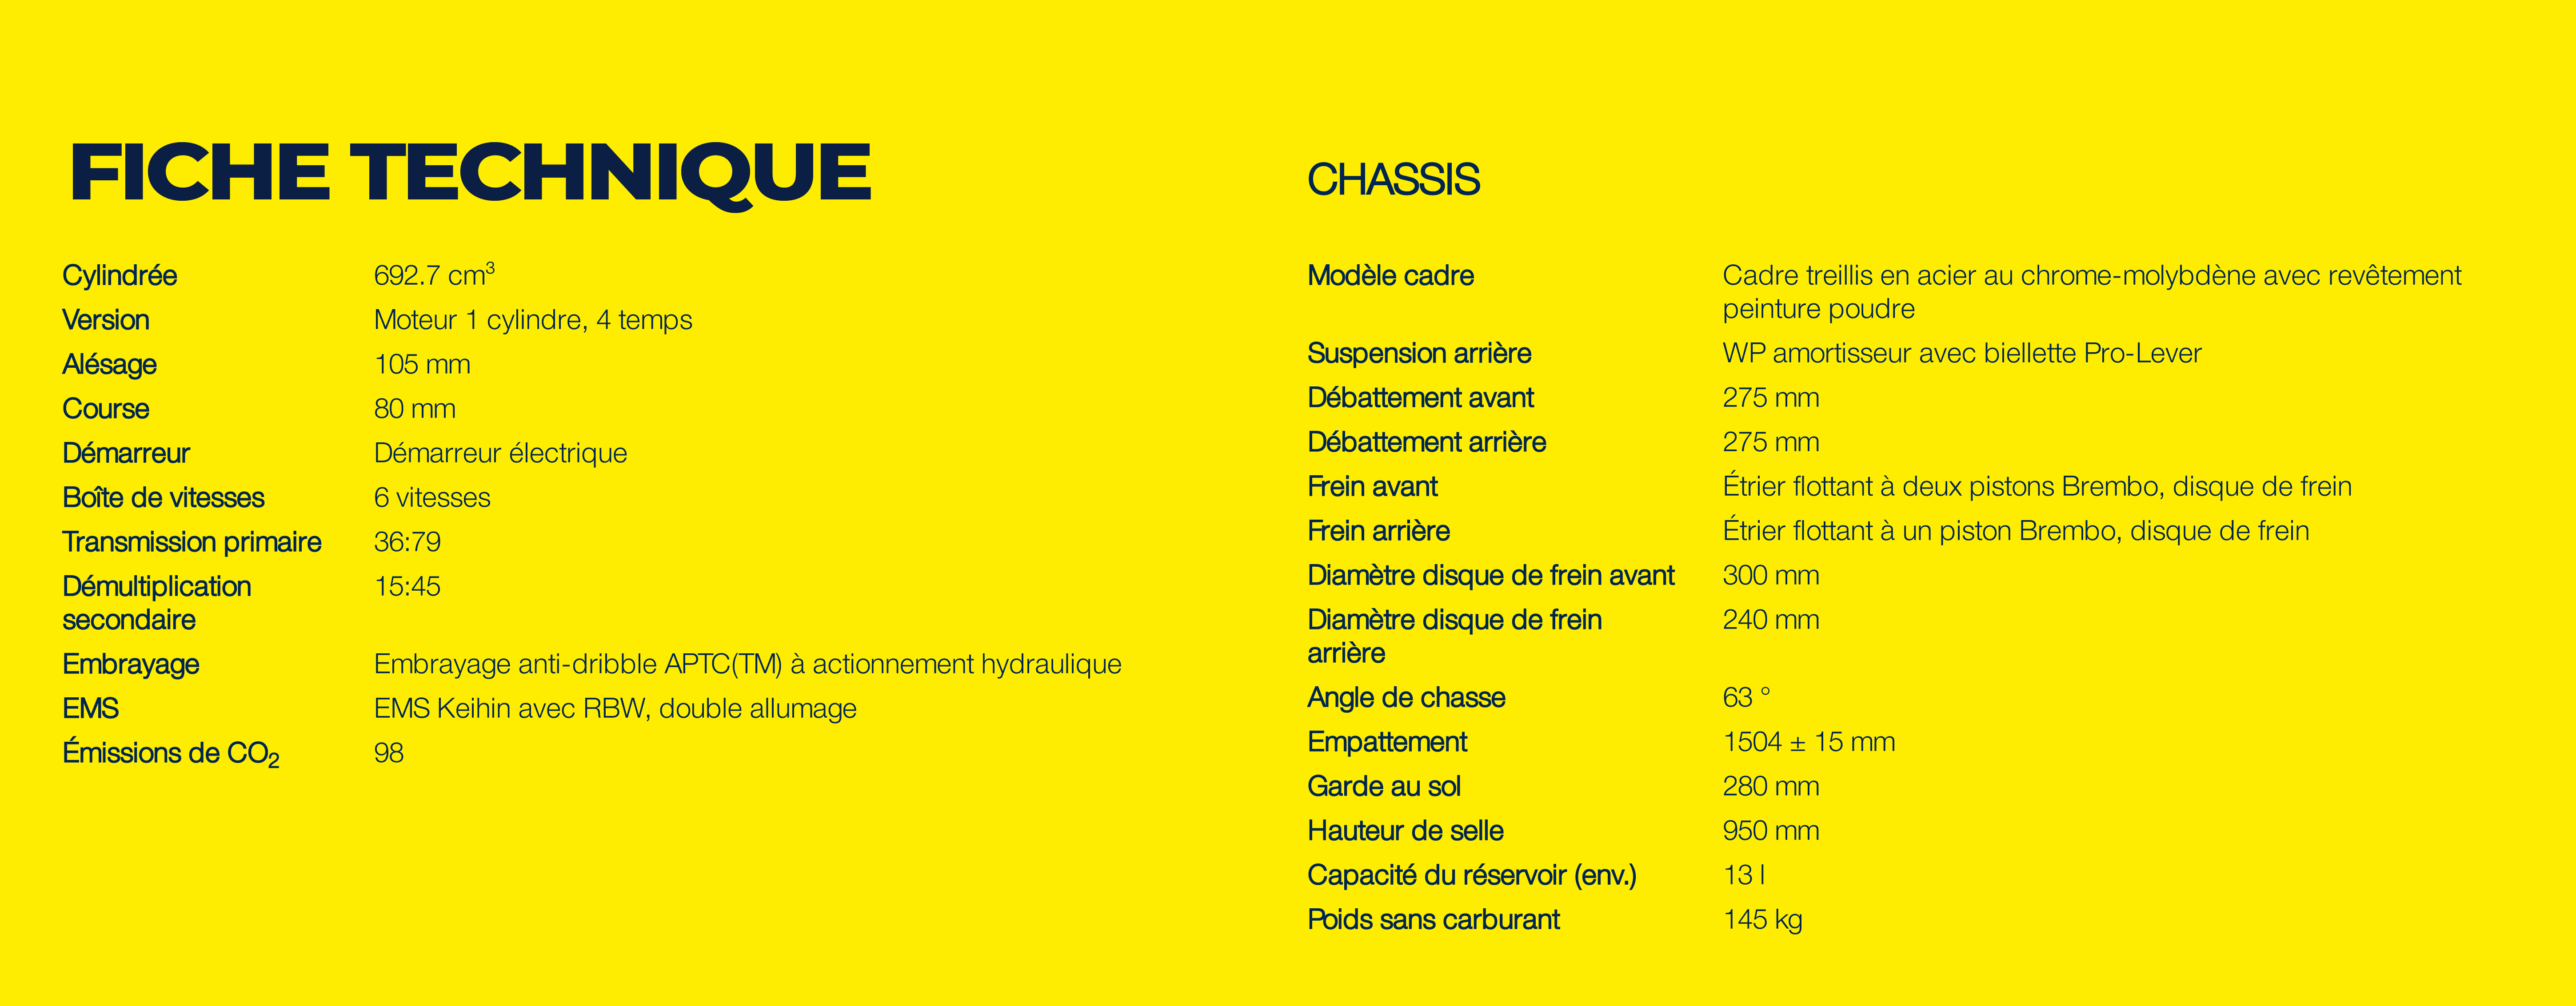 FICHE TECHNIQUE
Cylindrée 692.7 cm³
Version Moteur 1 cylindre, 4 temps
Alésage 105 mm
Course 80 mm
Démarreur Démarreur électrique
Boîte de vitesses 6 vitesses
Transmission primaire 36:79
Démultiplication 15:45
secondaire
Embrayage Embrayage anti-dribble APTC(TM) à actionnement hydraulique
EMS EMS Keihin avec RBW, double allumage
Émissions de CO₂ 98
CHASSIS
Modèle cadre Cadre treillis en acier au chrome-molybdène avec revêtement
peinture poudre
Suspension arrière WP amortisseur avec biellette Pro-Lever
Débattement avant 275 mm
Débattement arrière 275 mm
Frein avant Étrier flottant à deux pistons Brembo, disque de frein
Frein arrière Étrier flottant à un piston Brembo, disque de frein
Diamètre disque de frein avant 300 mm
Diamètre disque de frein 240 mm
arrière
Angle de chasse 63 °
Empattement 1504 ± 15 mm
Garde au sol 280 mm
Hauteur de selle 950 mm
Capacité du réservoir (env.) 13 l
Poids sans carburant 145 kg